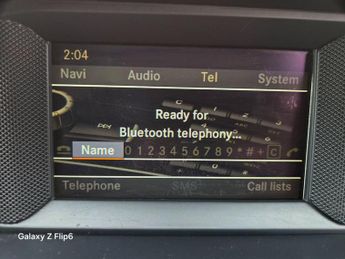 2:04
Navi Audio Tel System
Ready for
Bluetooth telephony...
Name 0 1 2 3 4 5 6 7 8 9 * # + C
Telephone SMS Call lists
Galaxy Z Flip6